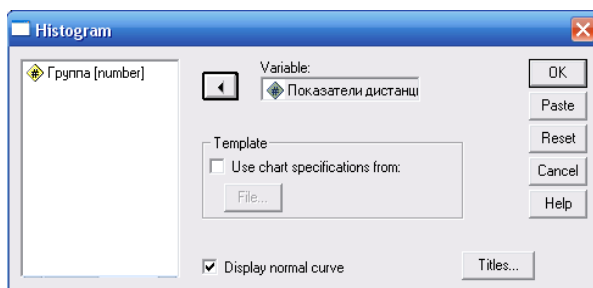 Histogram
Группа [number]
Variable:
Показатели дистанц
Template
Use chart specifications from:
File...
Display normal curve
Titles...
OK
Paste
Reset
Cancel
Help